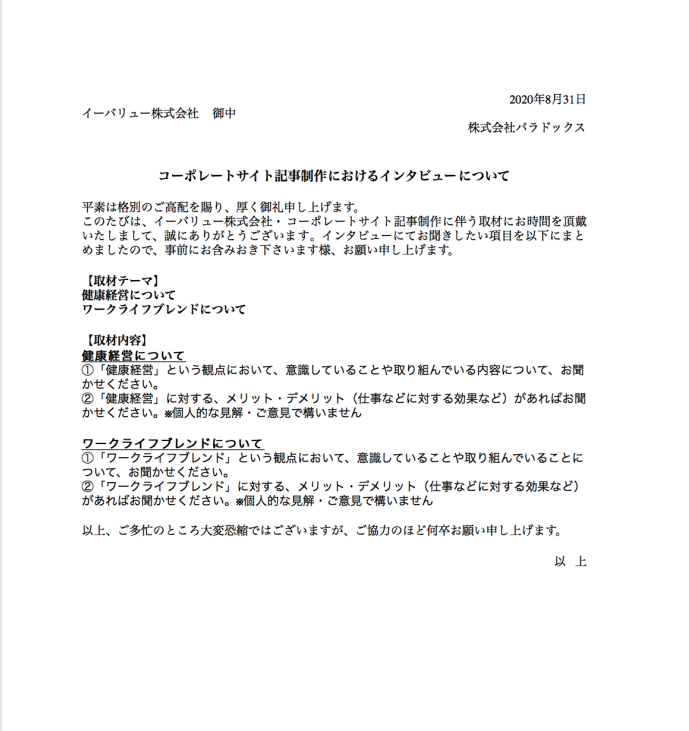 2020年8月31日
イーバリュー株式会社　御中
株式会社パラドックス
コーポレートサイト記事制作におけるインタビューについて
平素は格別のご高配を賜り、厚く御礼申し上げます。
このたびは、イーバリュー株式会社・コーポレートサイト記事制作に伴う取材にお時間を頂戴
いたしまして、誠にありがとうございます。インタビューにてお聞きしたい項目を以下にまと
めましたので、事前にお含みおき下さいます様、お願い申し上げます。
【取材テーマ】
健康経営について
ワークライフブレンドについて
【取材内容】
健康経営について
①「健康経営」という観点において、意識していることや取り組んでいる内容について、お聞
かせください。
②「健康経営」に対する、メリット・デメリット（仕事などに対する効果など）があればお聞
かせください。※個人的な見解・ご意見で構いません
ワークライフブレンドについて
①「ワークライフブレンド」という観点において、意識していることや取り組んでいることに
ついて、お聞かせください。
②「ワークライフブレンド」に対する、メリット・デメリット（仕事などに対する効果など）
があればお聞かせください。※個人的な見解・ご意見で構いません
以上、ご多忙のところ大変恐縮ではございますが、ご協力のほど何卒お願い申し上げます。
以　上